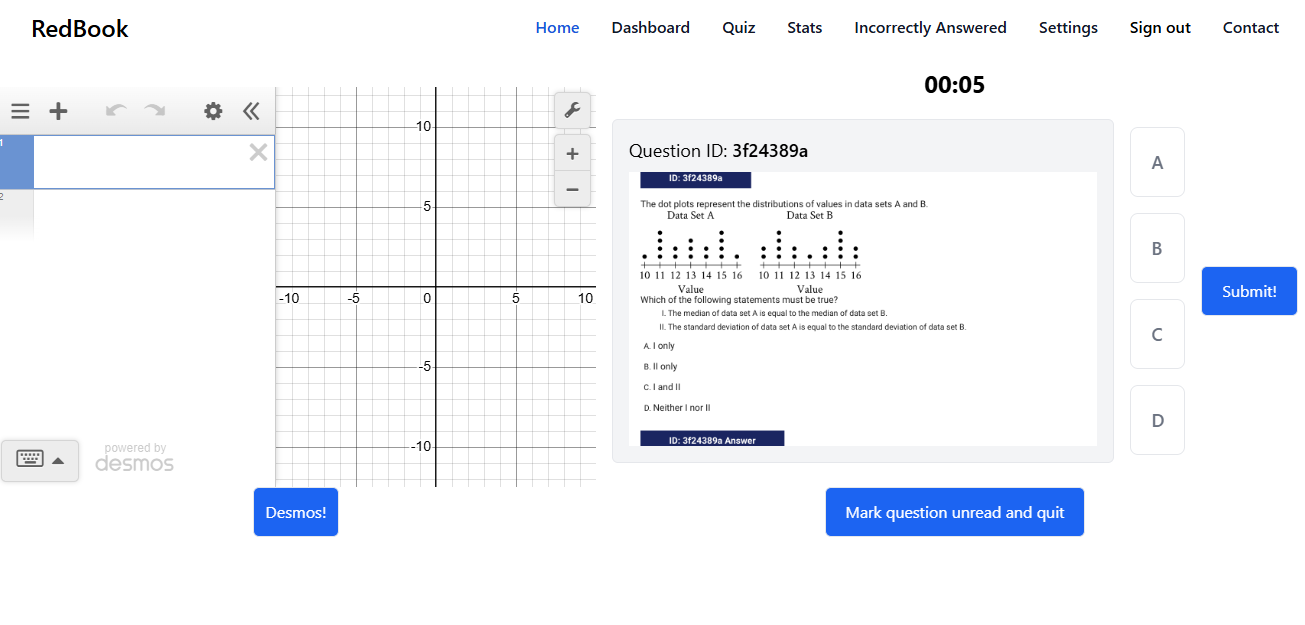 RedBook
Home Dashboard Quiz Stats Incorrectly Answered Settings Sign out Contact
00:05
1
2
10
5
-10 -5 0 5 10
-5
-10
powered by
desmos
Desmos!
Question ID: 3f24389a
ID: 3f24389a
The dot plots represent the distributions of values in data sets A and B.
Data Set A Data Set B
10 11 12 13 14 15 16 10 11 12 13 14 15 16
Value Value
Which of the following statements must be true?
I. The median of data set A is equal to the median of data set B.
II. The standard deviation of data set A is equal to the standard deviation of data set B.
A. I only
B. II only
C. I and II
D. Neither I nor II
ID: 3f24389a Answer
A
B
C
D
Submit!
Mark question unread and quit